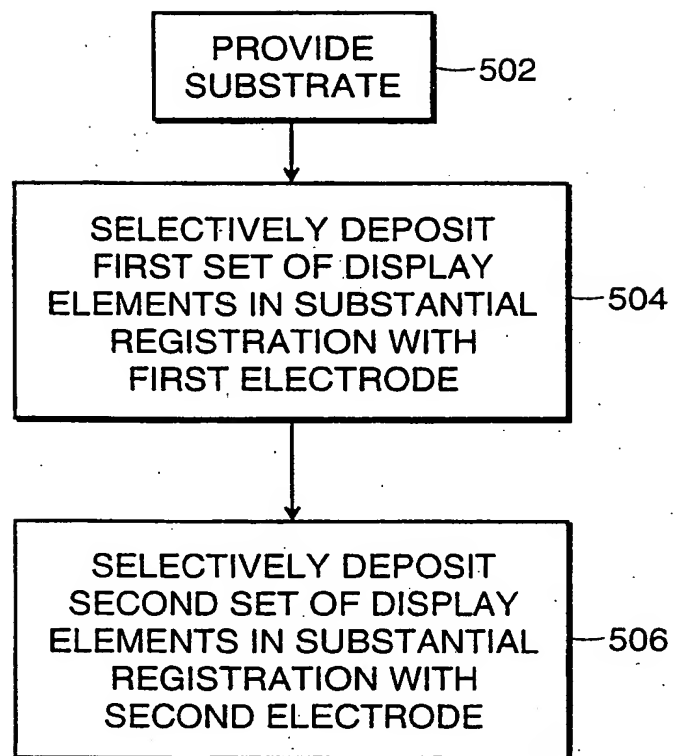 PROVIDE
SUBSTRATE
502
SELECTIVELY DEPOSIT
FIRST SET OF DISPLAY
ELEMENTS IN SUBSTANTIAL
REGISTRATION WITH
FIRST ELECTRODE
504
SELECTIVELY DEPOSIT
SECOND SET OF DISPLAY
ELEMENTS IN SUBSTANTIAL
REGISTRATION WITH
SECOND ELECTRODE
506